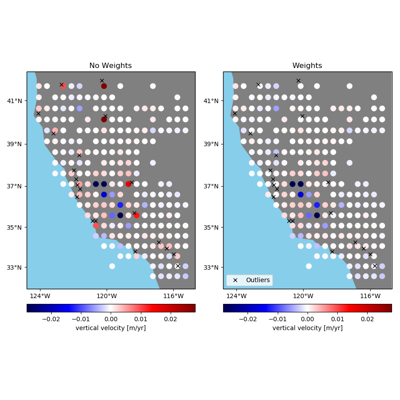 No Weights
Weights
41°N
39°N
37°N
35°N
33°N
124°W
120°W
116°W
41°N
39°N
37°N
35°N
33°N
Outliers
124°W
120°W
116°W
−0.02
−0.01
0.00
0.01
0.02
vertical velocity [m/yr]
−0.02
−0.01
0.00
0.01
0.02
vertical velocity [m/yr]